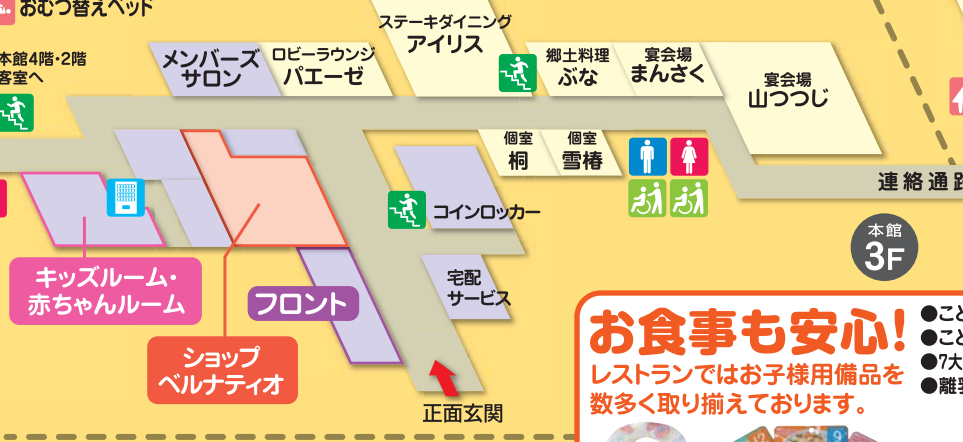 おむつ替えベッド
本館4階・2階
客室へ
メンバーズ
サロン
ロビーラウンジ
パエーゼ
ステーキダイニング
アイリス
郷土料理
ぶな
宴会場
まんさく
宴会場
山つつじ
個室
桐
個室
雪椿
連絡通路
コインロッカー
本館
3F
キッズルーム・
赤ちゃんルーム
フロント
宅配
サービス
ショップ
ベルナティオ
正面玄関
お食事も安心!
レストランではお子様用備品を
数多く取り揃えております。
●こど
●こど
●7大
●離乳